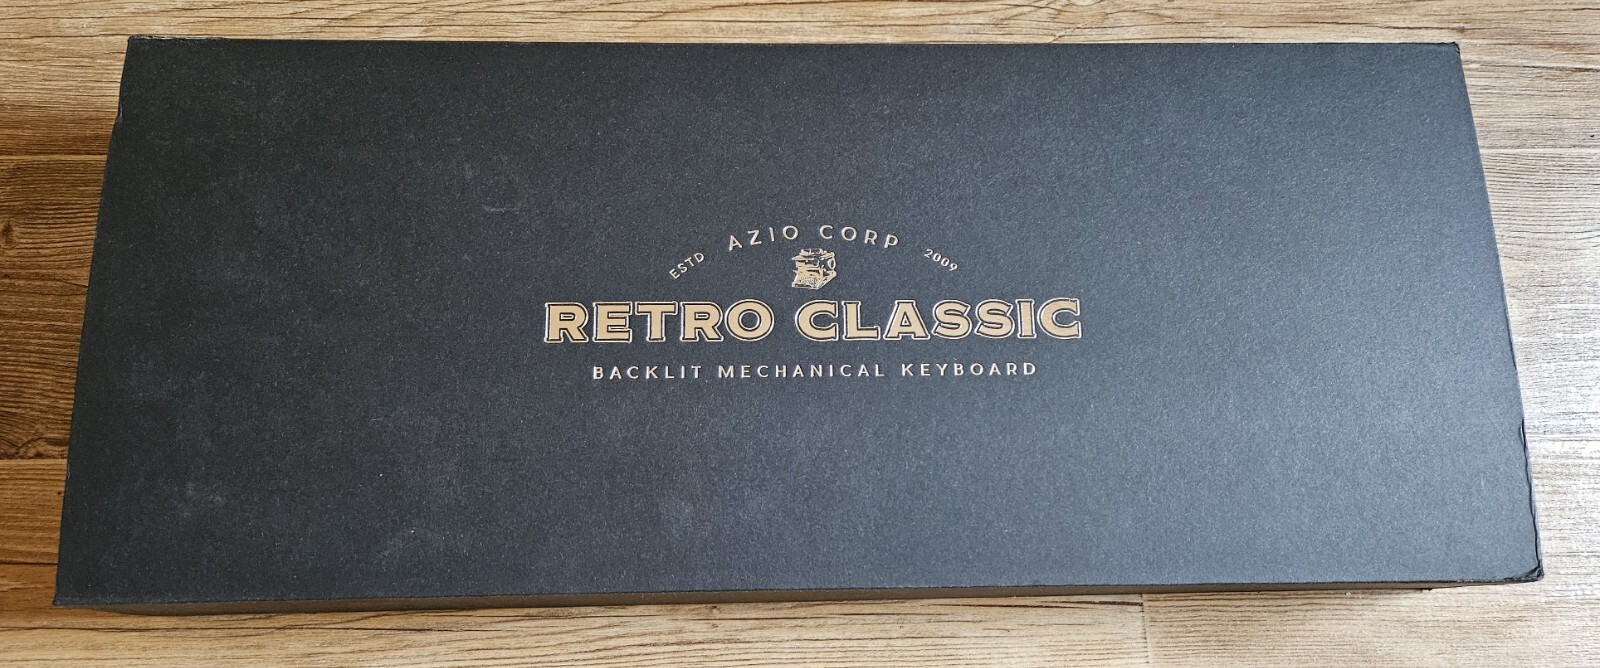 AZIO CORP
ESTD 2009
RETRO CLASSIC
BACKLIT MECHANICAL KEYBOARD